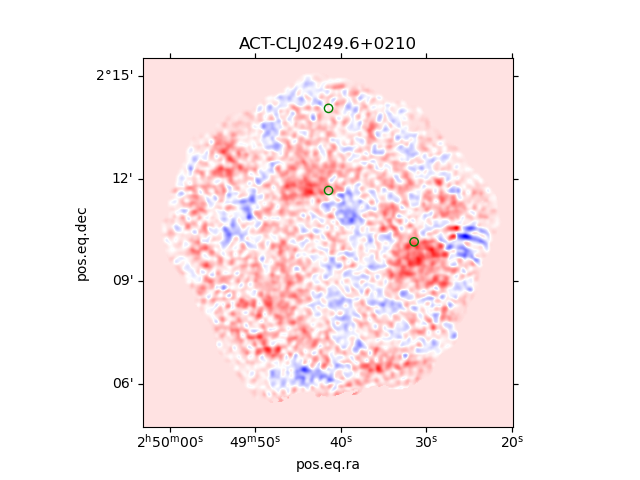 ACT-CLJ0249.6+0210
2°15'
12'
09'
06'
pos.eq.dec
2ʰ50ᵐ00ˢ 49ᵐ50ˢ 40ˢ 30ˢ 20ˢ
pos.eq.ra